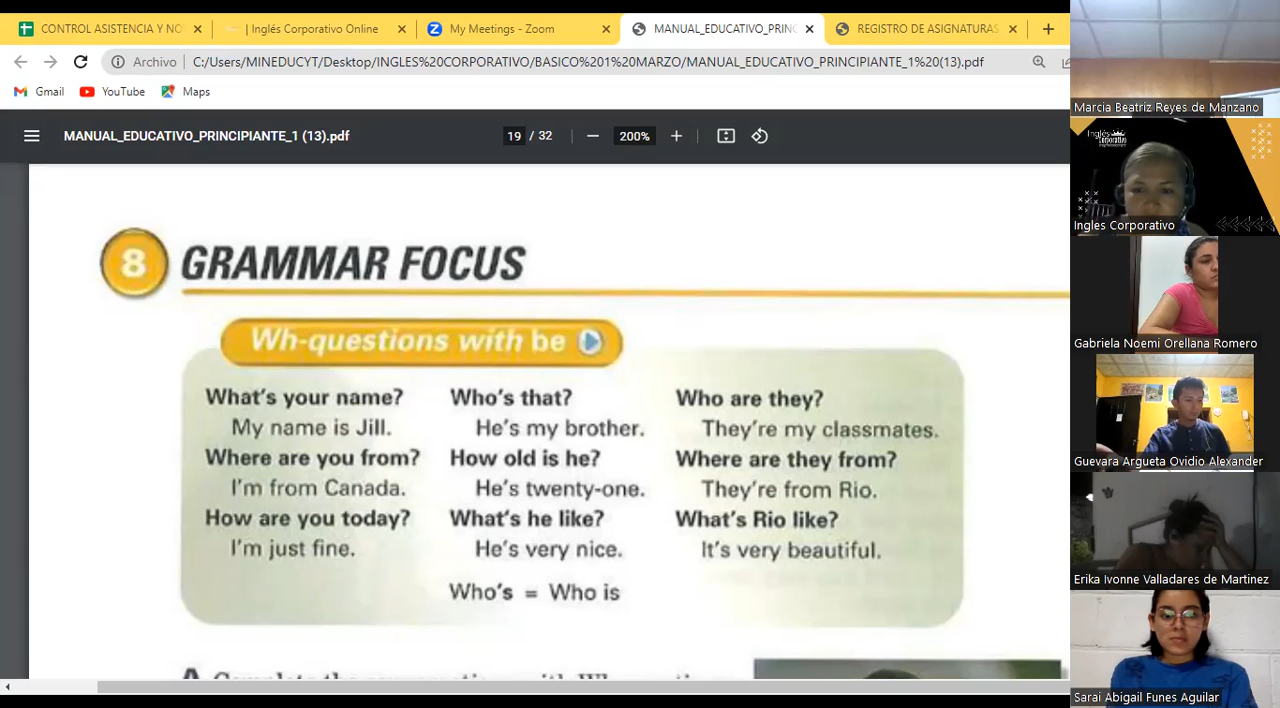 CONTROL ASISTENCIA Y NO
| Inglés Corporativo Online
My Meetings - Zoom
MANUAL_EDUCATIVO_PRINC
REGISTRO DE ASIGNATURAS
Archivo | C:/Users/MINEDUCYT/Desktop/INGLES%20CORPORATIVO/BASICO%201%20MARZO/MANUAL_EDUCATIVO_PRINCIPIANTE_1%20(13).pdf
Gmail YouTube Maps
MANUAL_EDUCATIVO_PRINCIPIANTE_1 (13).pdf
19 / 32
200%
8 GRAMMAR FOCUS
Wh-questions with be
What's your name?
My name is Jill.
Where are you from?
I'm from Canada.
How are you today?
I'm just fine.
Who's that?
He's my brother.
How old is he?
He's twenty-one.
What's he like?
He's very nice.
Who's = Who is
Who are they?
They're my classmates.
Where are they from?
They're from Rio.
What's Rio like?
It's very beautiful.
Marcia Beatriz Reyes de Manzano
Inglés
Corporativo
Ingles Corporativo
Gabriela Noemi Orellana Romero
Guevara Argueta Ovidio Alexander
Erika Ivonne Valladares de Martinez
Sarai Abigail Funes Aguilar